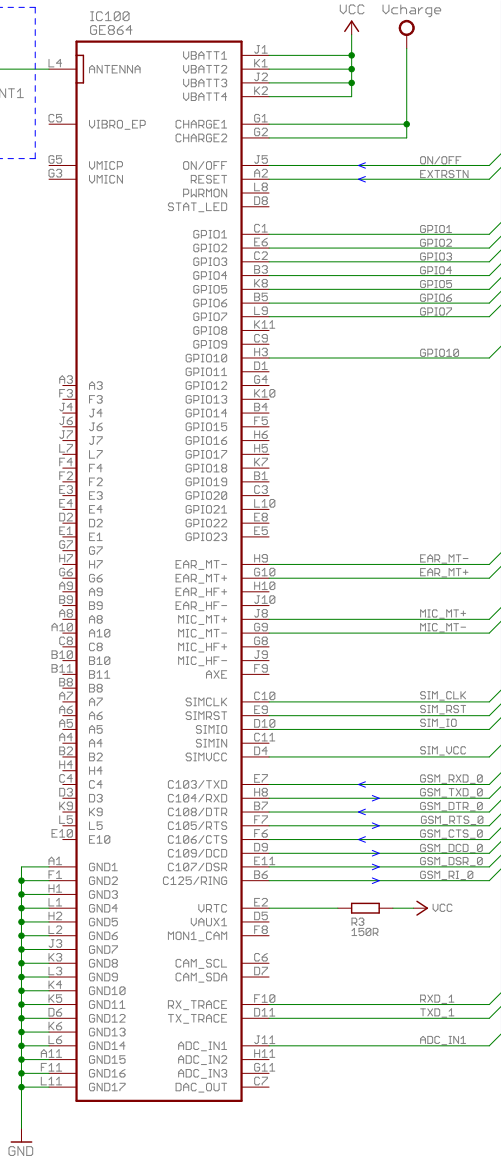 VCC Ucharge
IC100
GE864
L4 ANTENNA
NT1
C5 VIBRO_EP
G5 VMICP
G3 VMICN
VBATT1 J1
VBATT2 K1
VBATT3 J2
VBATT4 K2
CHARGE1 G1
CHARGE2 G2
ON/OFF J5 ON/OFF
RESET A2 EXTRSTN
PWRMON L8
STAT_LED D8
GPIO1 C1 GPIO1
GPIO2 E6 GPIO2
GPIO3 C2 GPIO3
GPIO4 B3 GPIO4
GPIO5 K8 GPIO5
GPIO6 B5 GPIO6
GPIO7 L9 GPIO7
GPIO8 K11
GPIO9 C9
GPIO10 H3 GPIO10
GPIO11 D1
GPIO12 G4
GPIO13 K10
GPIO14 B4
GPIO15 F5
GPIO16 H6
GPIO17 H5
GPIO18 K7
GPIO19 B1
GPIO20 C3
GPIO21 L10
GPIO22 E8
GPIO23 E5
A3 A3
F3 F3
J4 J4
J6 J6
J7 J7
L7 L7
F4 F4
F2 F2
E3 E3
E4 E4
D2 D2
E1 E1
G7 G7
H7 H7
G6 G6
A9 A9
B9 B9
A8 A8
A10 A10
C8 C8
B10 B10
B11 B11
B8 B8
A7 A7
A6 A6
A5 A5
A4 A4
B2 B2
H4 H4
C4 C4
D3 D3
K9 K9
L5 L5
E10 E10
EAR_MT- H9 EAR_MT-
EAR_MT+ G10 EAR_MT+
EAR_HF+ H10
EAR_HF- J10
MIC_MT+ J8 MIC_MT+
MIC_MT- G9 MIC_MT-
MIC_HF+ G8
MIC_HF- J9
AXE F9
SIMCLK C10 SIM_CLK
SIMRST E9 SIM_RST
SIMIO D10 SIM_IO
SIMIN C11
SIMVCC D4 SIM_VCC
C103/TXD E7 GSM_RXD_0
C104/RXD H8 GSM_TXD_0
C108/DTR B7 GSM_DTR_0
C105/RTS F7 GSM_RTS_0
C106/CTS F6 GSM_CTS_0
C109/DCD D9 GSM_DCD_0
C107/DSR E11 GSM_DSR_0
C125/RING B6 GSM_RI_0
A1 GND1
F1 GND2
H1 GND3
L1 GND4
H2 GND5
L2 GND6
J3 GND7
K3 GND8
L3 GND9
K4 GND10
K5 GND11
D6 GND12
K6 GND13
L6 GND14
A11 GND15
F11 GND16
L11 GND17
VRTC E2 VCC
R3
150R
VAUX1 D5
MON1_CAM F8
CAM_SCL C6
CAM_SDA D7
RX_TRACE F10 RXD_1
TX_TRACE D11 TXD_1
ADC_IN1 J11 ADC_IN1
ADC_IN2 H11
ADC_IN3 G11
DAC_OUT C7
GND